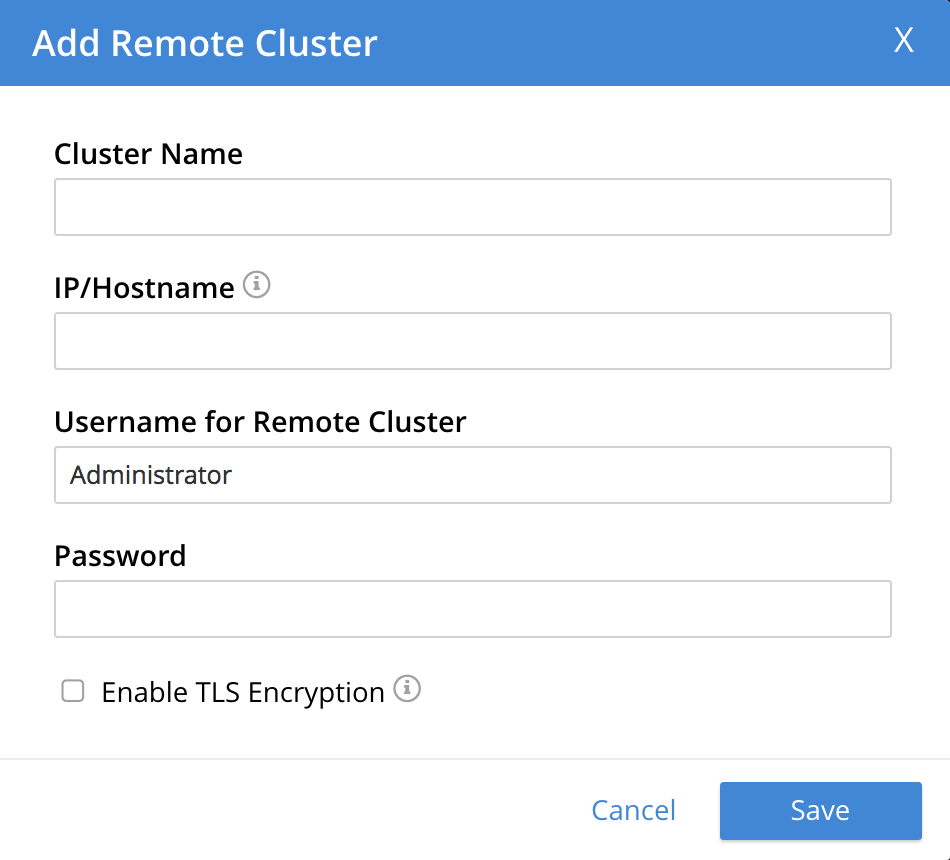 Add Remote Cluster X
Cluster Name
IP/Hostname
Username for Remote Cluster
Administrator
Password
Enable TLS Encryption
Cancel Save